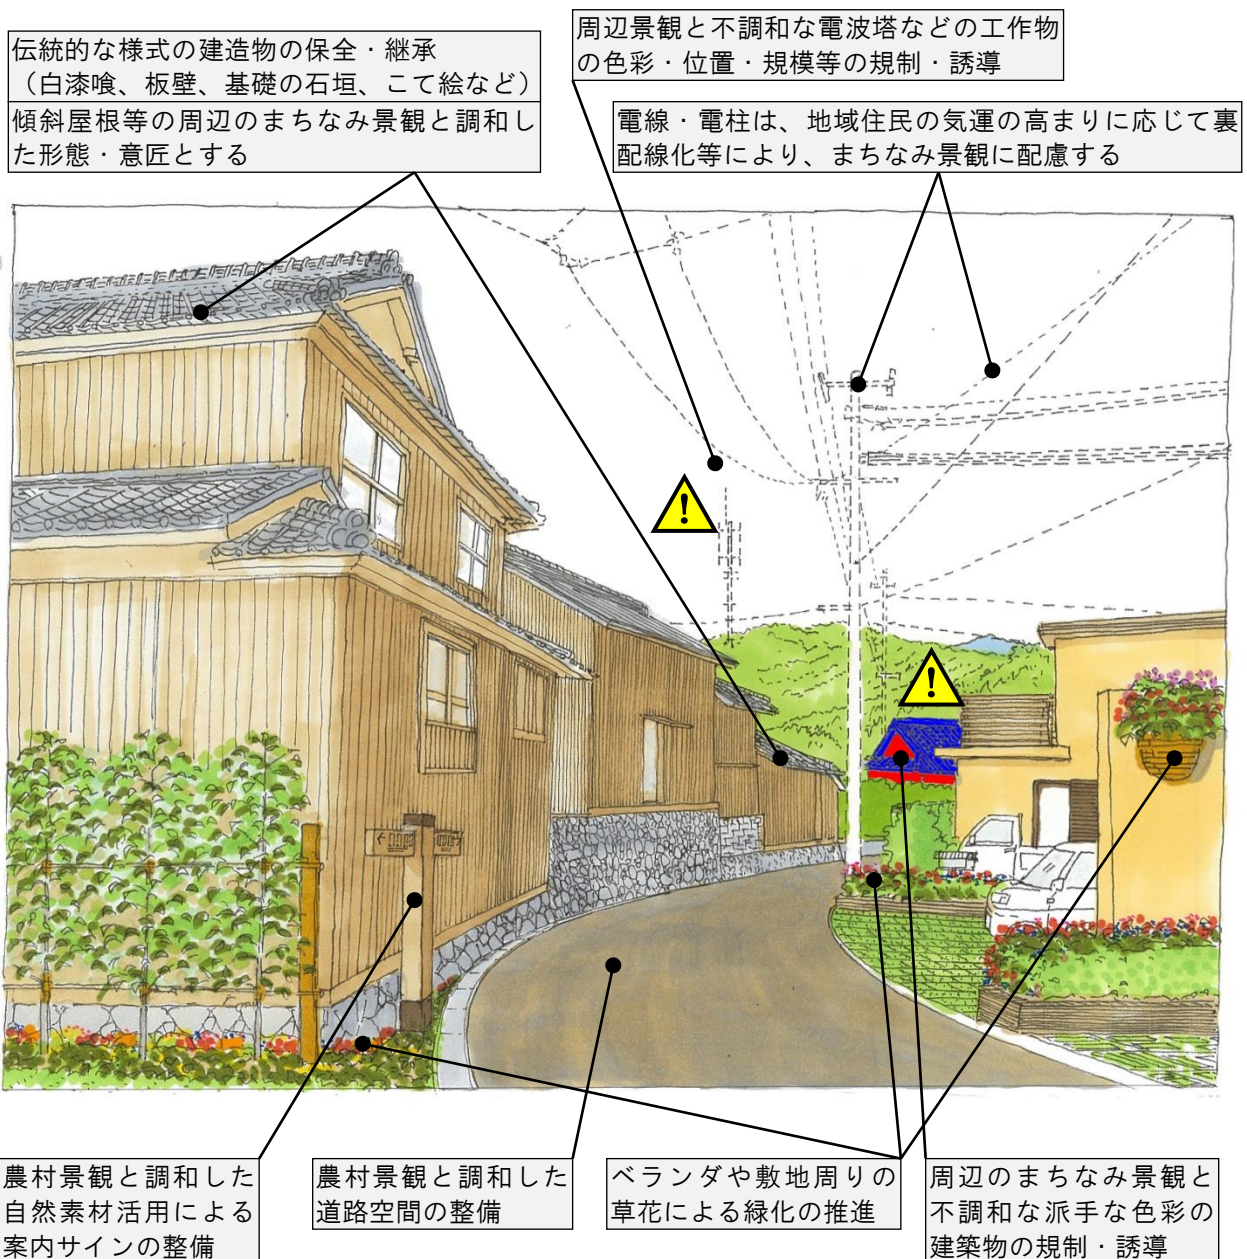 伝統的な様式の建造物の保全・継承
（白漆喰、板壁、基礎の石垣、こて絵など）
傾斜屋根等の周辺のまちなみ景観と調和し
た形態・意匠とする
周辺景観と不調和な電波塔などの工作物
の色彩・位置・規模等の規制・誘導
電線・電柱は、地域住民の気運の高まりに応じて裏
配線化等により、まちなみ景観に配慮する
農村景観と調和した
自然素材活用による
案内サインの整備
農村景観と調和した
道路空間の整備
ベランダや敷地周りの
草花による緑化の推進
周辺のまちなみ景観と
不調和な派手な色彩の
建築物の規制・誘導